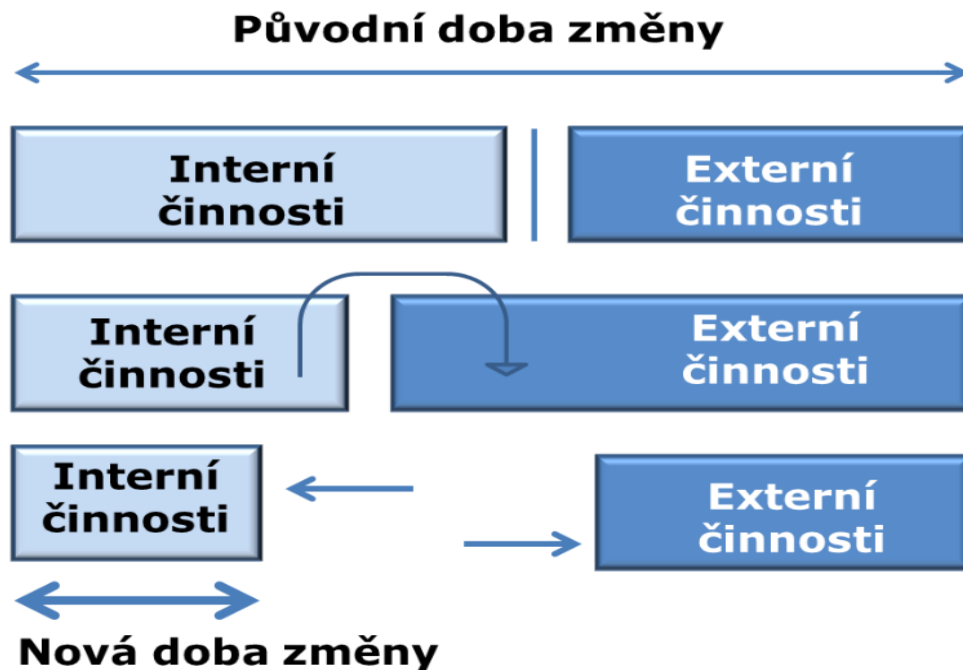 Původní doba změny
Interní
činnosti
Externí
činnosti
Interní
činnosti
Externí
činnosti
Interní
činnosti
Externí
činnosti
Nová doba změny